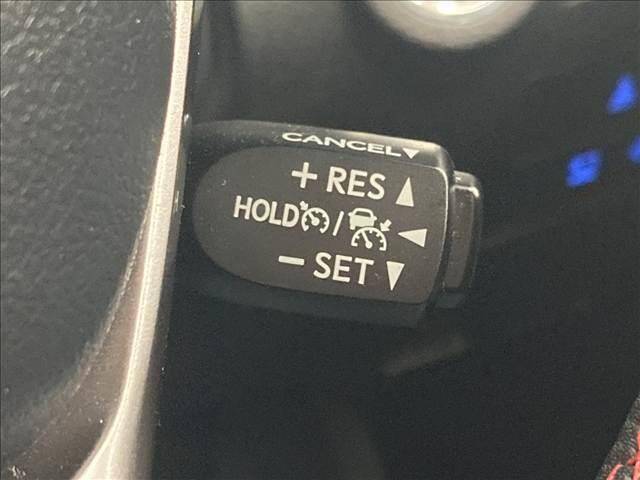 CANCEL▼
+ RES ▲
HOLD / ◀
− SET ▼